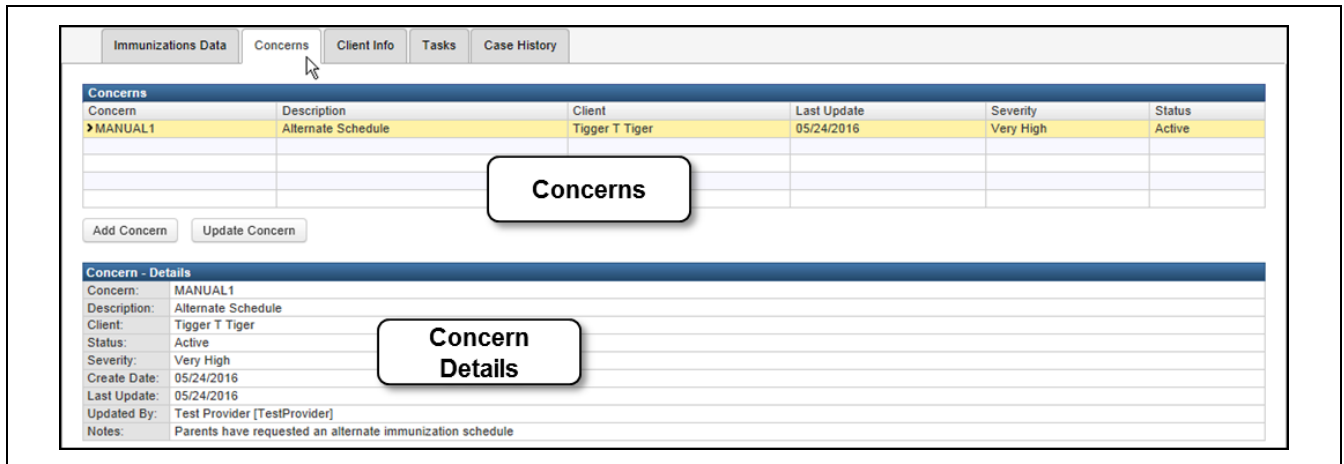 Immunizations Data Concerns Client Info Tasks Case History
Concerns
Concern Description Client Last Update Severity Status
MANUAL1 Alternate Schedule Tigger T Tiger 05/24/2016 Very High Active
Concerns
Add Concern Update Concern
Concern - Details
Concern: MANUAL1
Description: Alternate Schedule
Client: Tigger T Tiger
Status: Active
Severity: Very High
Create Date: 05/24/2016
Last Update: 05/24/2016
Updated By: Test Provider [TestProvider]
Notes: Parents have requested an alternate immunization schedule
Concern
Details